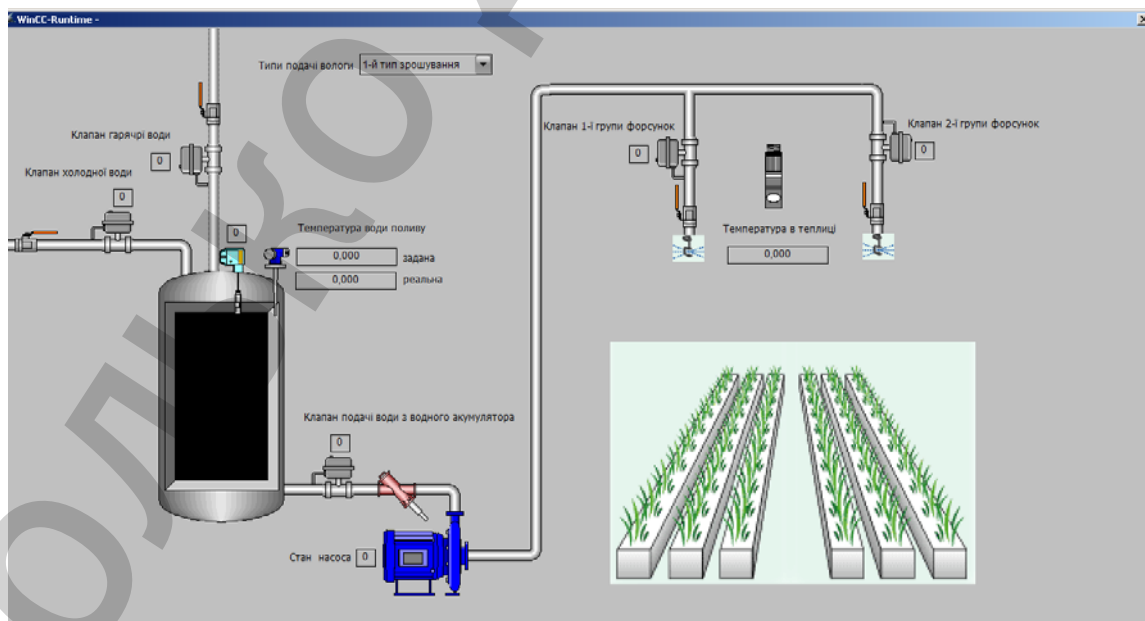 WinCC-Runtime -
Типи подачі вологи 1-й тип зрошування
Клапан 1-ї групи форсунок
0
Клапан 2-ї групи форсунок
0
Клапан гарячрі води
0
Клапан холодної води
0
0
Температура води поливу
0,000 задана
0,000 реальна
Температура в теплиці
0,000
Клапан подачі води з водного акумулятора
0
Стан насоса 0